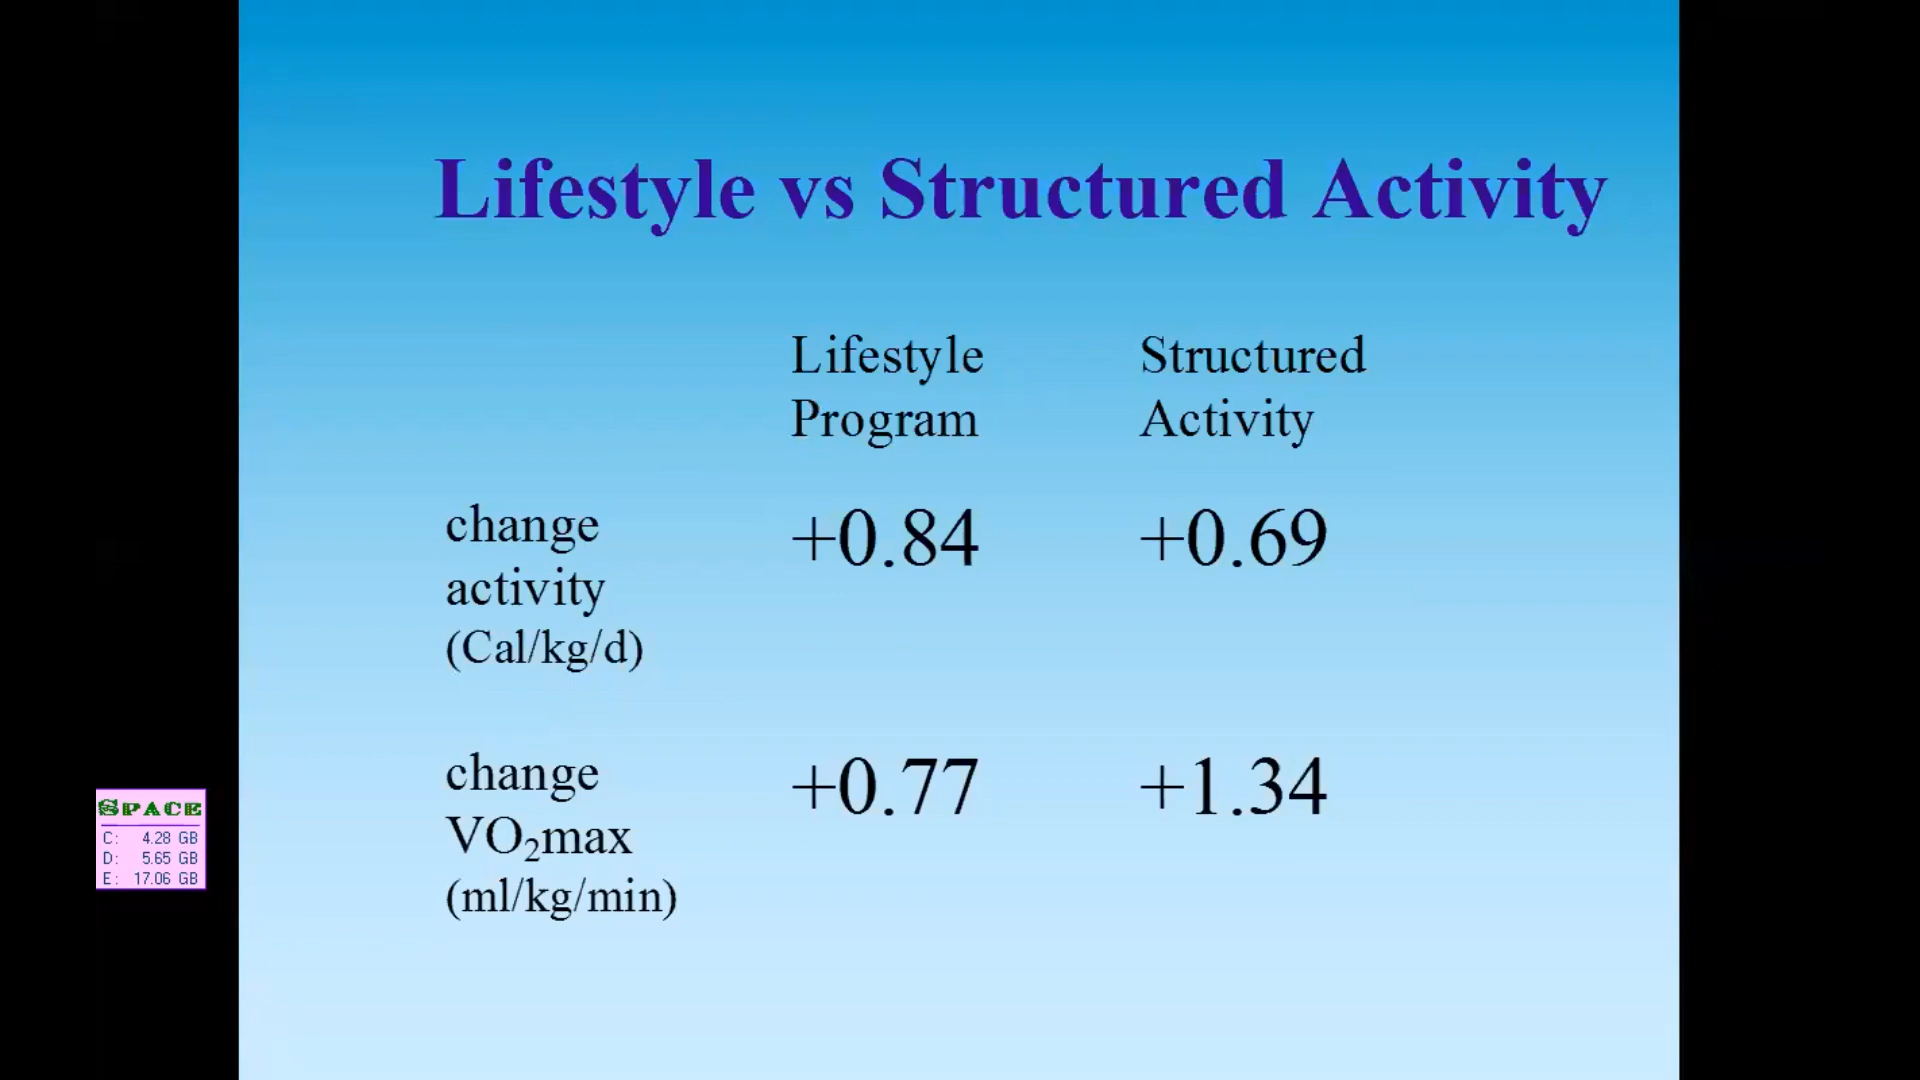 Lifestyle vs Structured Activity
Lifestyle Program
Structured Activity
change activity (Cal/kg/d)
+0.84
+0.69
change VO₂max (ml/kg/min)
+0.77
+1.34
SPACE
C: 4.28 GB
D: 5.65 GB
E: 17.06 GB